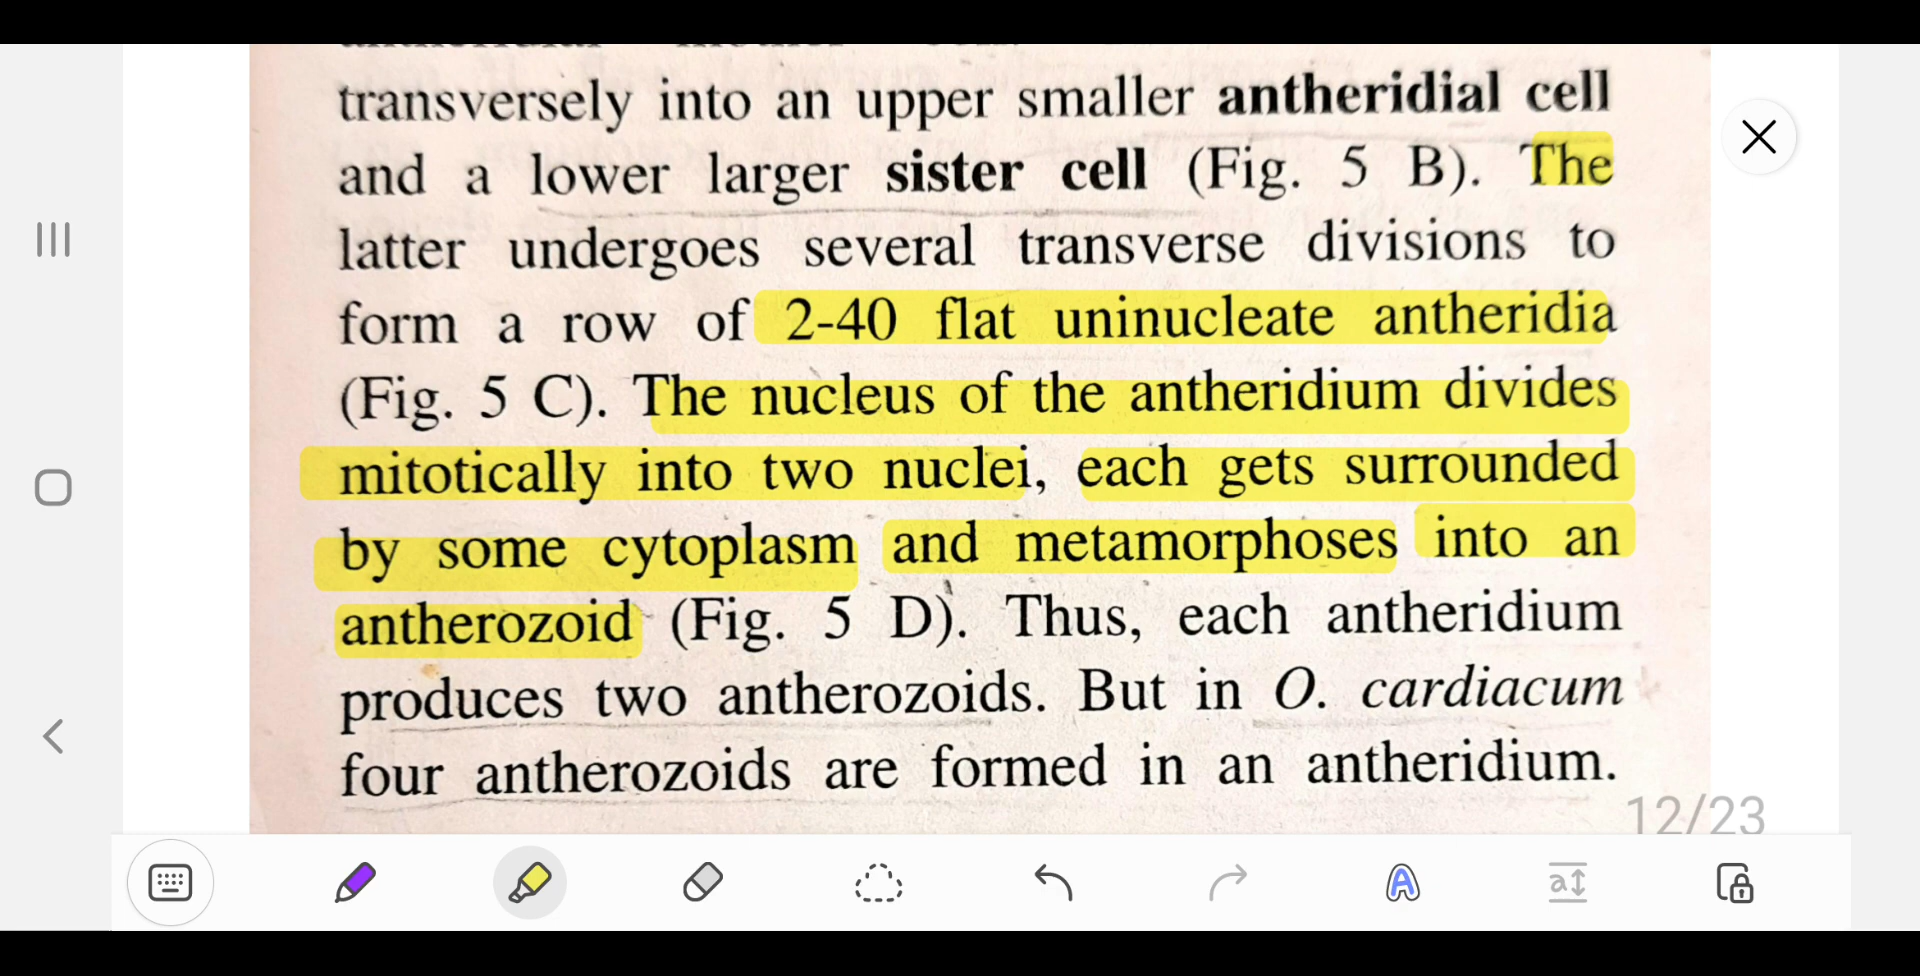 transversely into an upper smaller antheridial cell
and a lower larger sister cell (Fig. 5 B). The
latter undergoes several transverse divisions to
form a row of 2-40 flat uninucleate antheridia
(Fig. 5 C). The nucleus of the antheridium divides
mitotically into two nuclei, each gets surrounded
by some cytoplasm and metamorphoses into an
antherozoid (Fig. 5 D). Thus, each antheridium
produces two antherozoids. But in O. cardiacum
four antherozoids are formed in an antheridium.
12/23